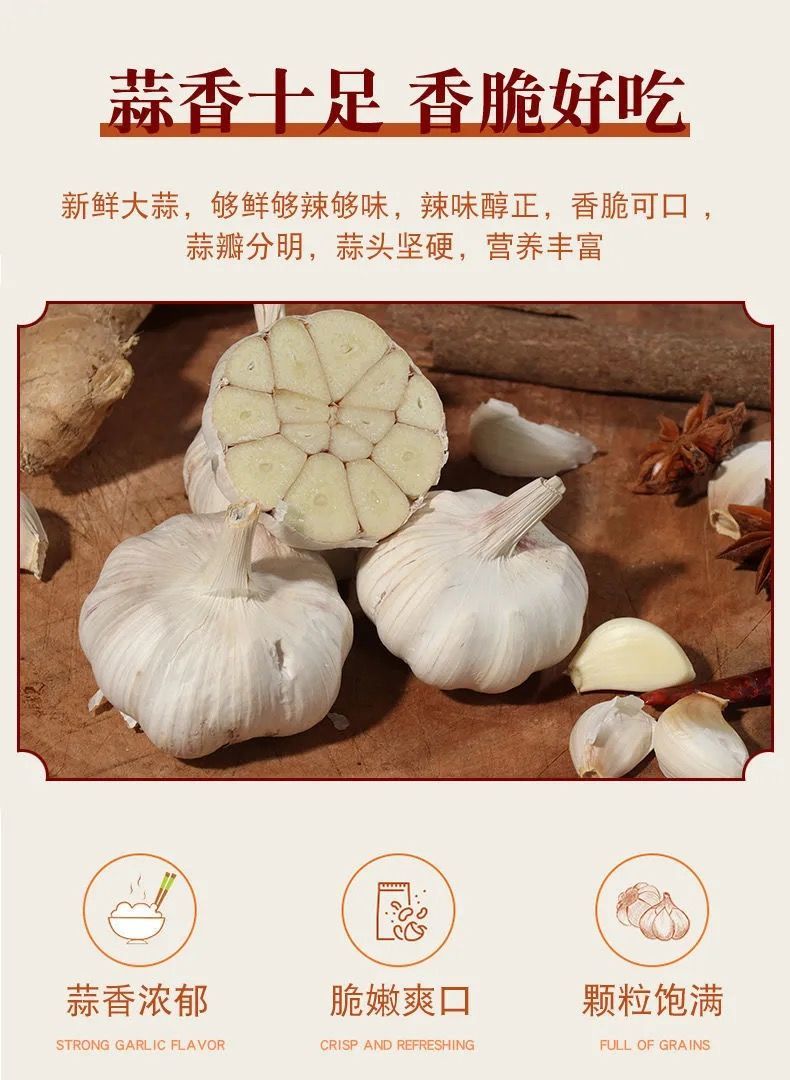 蒜香十足 香脆好吃
新鲜大蒜，够鲜够辣够味，辣味醇正，香脆可口，
蒜瓣分明，蒜头坚硬，营养丰富
蒜香浓郁
脆嫩爽口
颗粒饱满
STRONG GARLIC FLAVOR
CRISP AND REFRESHING
FULL OF GRAINS